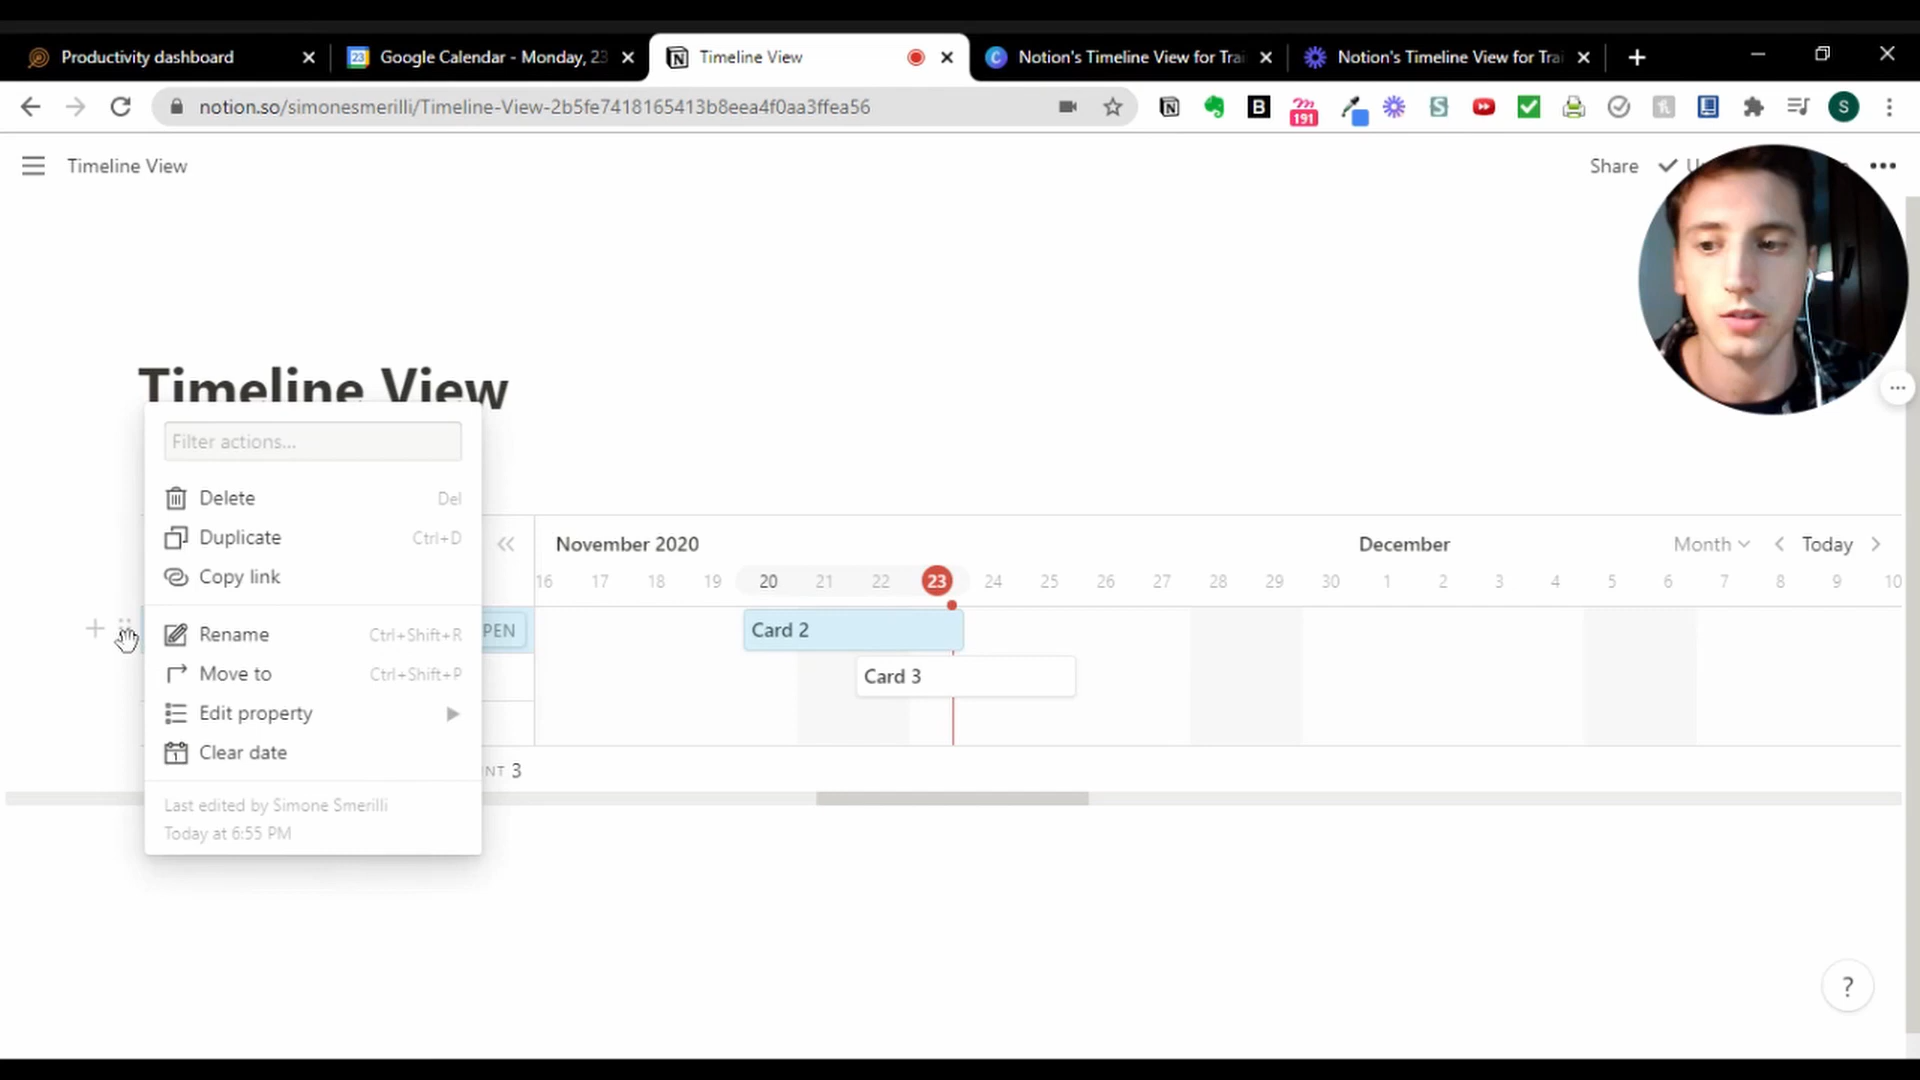 Productivity dashboard
Google Calendar - Monday, 23
Timeline View
Notion's Timeline View for Trai
Notion's Timeline View for Trai
notion.so/simonesmerilli/Timeline-View-2b5fe7418165413b8eea4f0aa3ffea56
191
S
Timeline View
Share
Timeline View
Filter actions...
Delete Del
Duplicate Ctrl+D
Copy link
Rename Ctrl+Shift+R
Move to Ctrl+Shift+P
Edit property
Clear date
Last edited by Simone Smerilli
Today at 6:55 PM
PEN
NT 3
November 2020 December Month Today
16 17 18 19 20 21 22 23 24 25 26 27 28 29 30 1 2 3 4 5 6 7 8 9 10
Card 2
Card 3
?